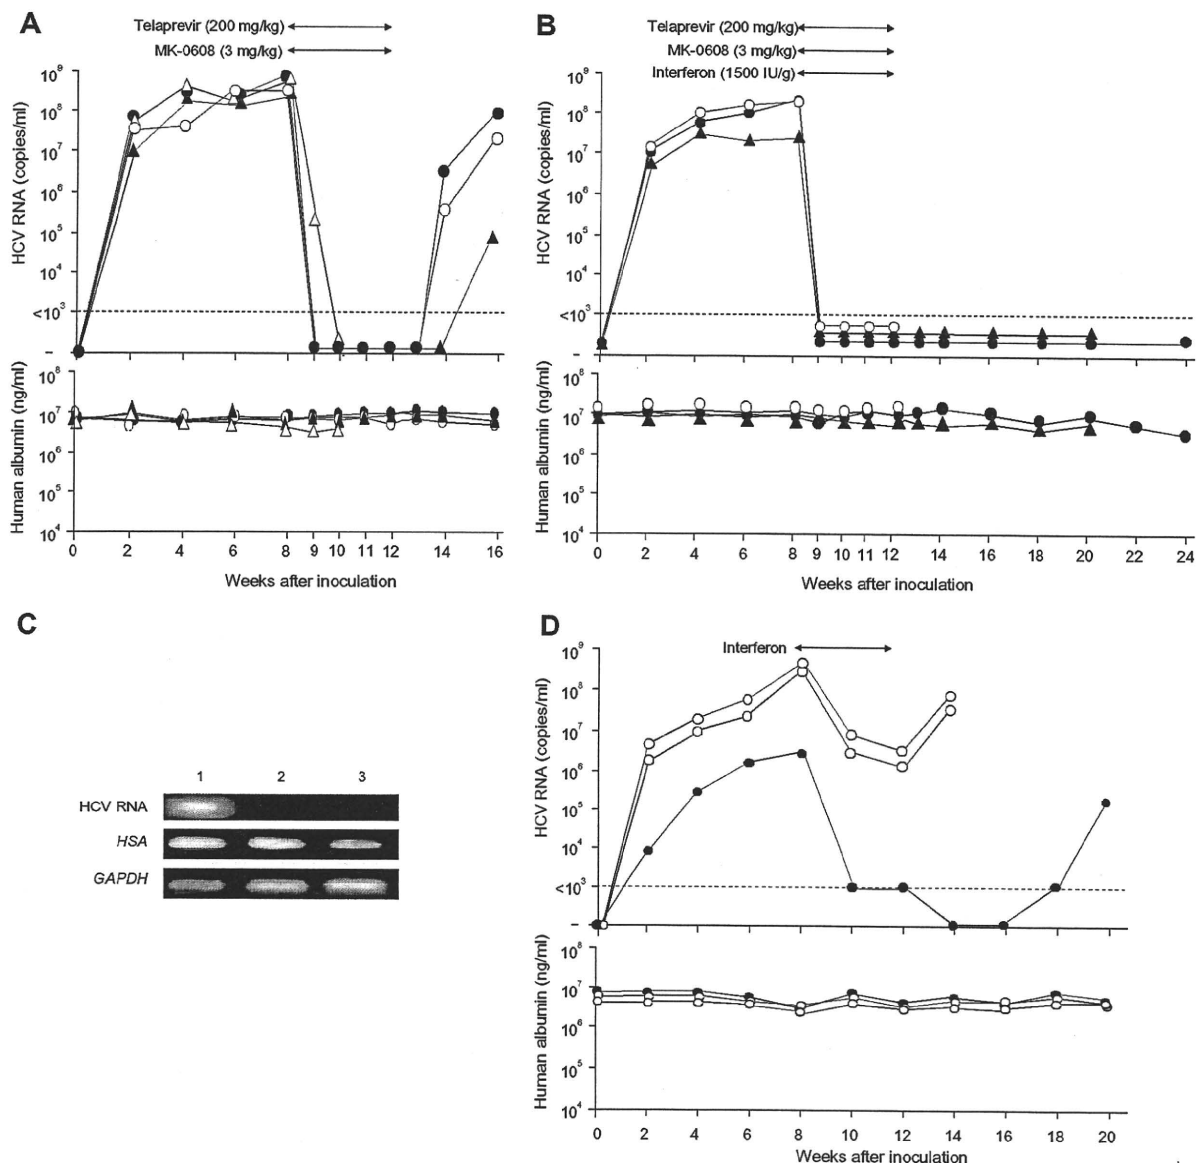 A
Telaprevir (200 mg/kg)
MK-0608 (3 mg/kg)
HCV RNA (copies/ml)
10⁹
10⁸
10⁷
10⁶
10⁵
10⁴
<10³
–
Human albumin (ng/ml)
10⁸
10⁷
10⁶
10⁵
10⁴
0 2 4 6 8 9 10 11 12 14 16
Weeks after inoculation
B
Telaprevir (200 mg/kg)
MK-0608 (3 mg/kg)
Interferon (1500 IU/g)
HCV RNA (copies/ml)
10⁹
10⁸
10⁷
10⁶
10⁵
10⁴
<10³
–
Human albumin (ng/ml)
10⁸
10⁷
10⁶
10⁵
10⁴
0 2 4 6 8 9 10 11 12 14 16 18 20 22 24
Weeks after inoculation
C
1 2 3
HCV RNA
HSA
GAPDH
D
Interferon
HCV RNA (copies/ml)
10⁹
10⁸
10⁷
10⁶
10⁵
10⁴
<10³
–
Human albumin (ng/ml)
10⁸
10⁷
10⁶
10⁵
10⁴
0 2 4 6 8 10 12 14 16 18 20
Weeks after inoculation